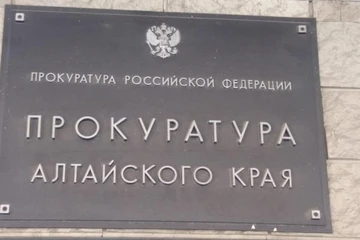 ПРОКУРАТУРА РОССИЙСКОЙ ФЕДЕРАЦИИ
ПРОКУРАТУРА
АЛТАЙСКОГО КРАЯ